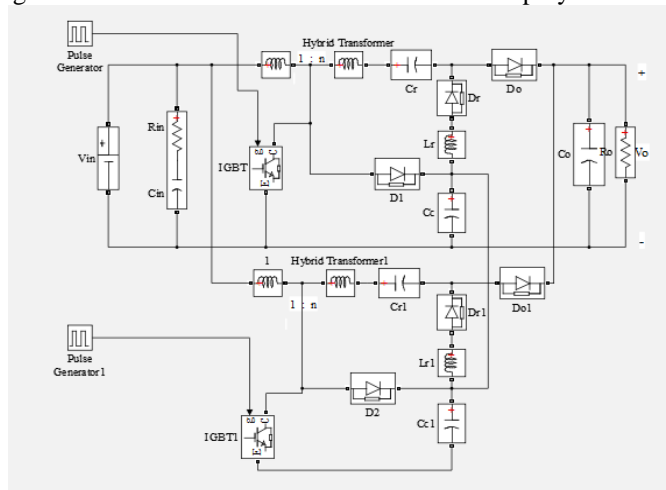 Hybrid Transformer
Pulse
Generator
1 : n
Cr
Do
+
Dr
Rin
Lr
Vin
IGBT
g
C
E
Co
Ro
Vo
D1
Cin
Cc
-
1
Hybrid Transformer1
1 : n
Cr1
Do1
Dr1
Pulse
Generator1
Lr1
D2
IGBT1
g
C
E
Cc1